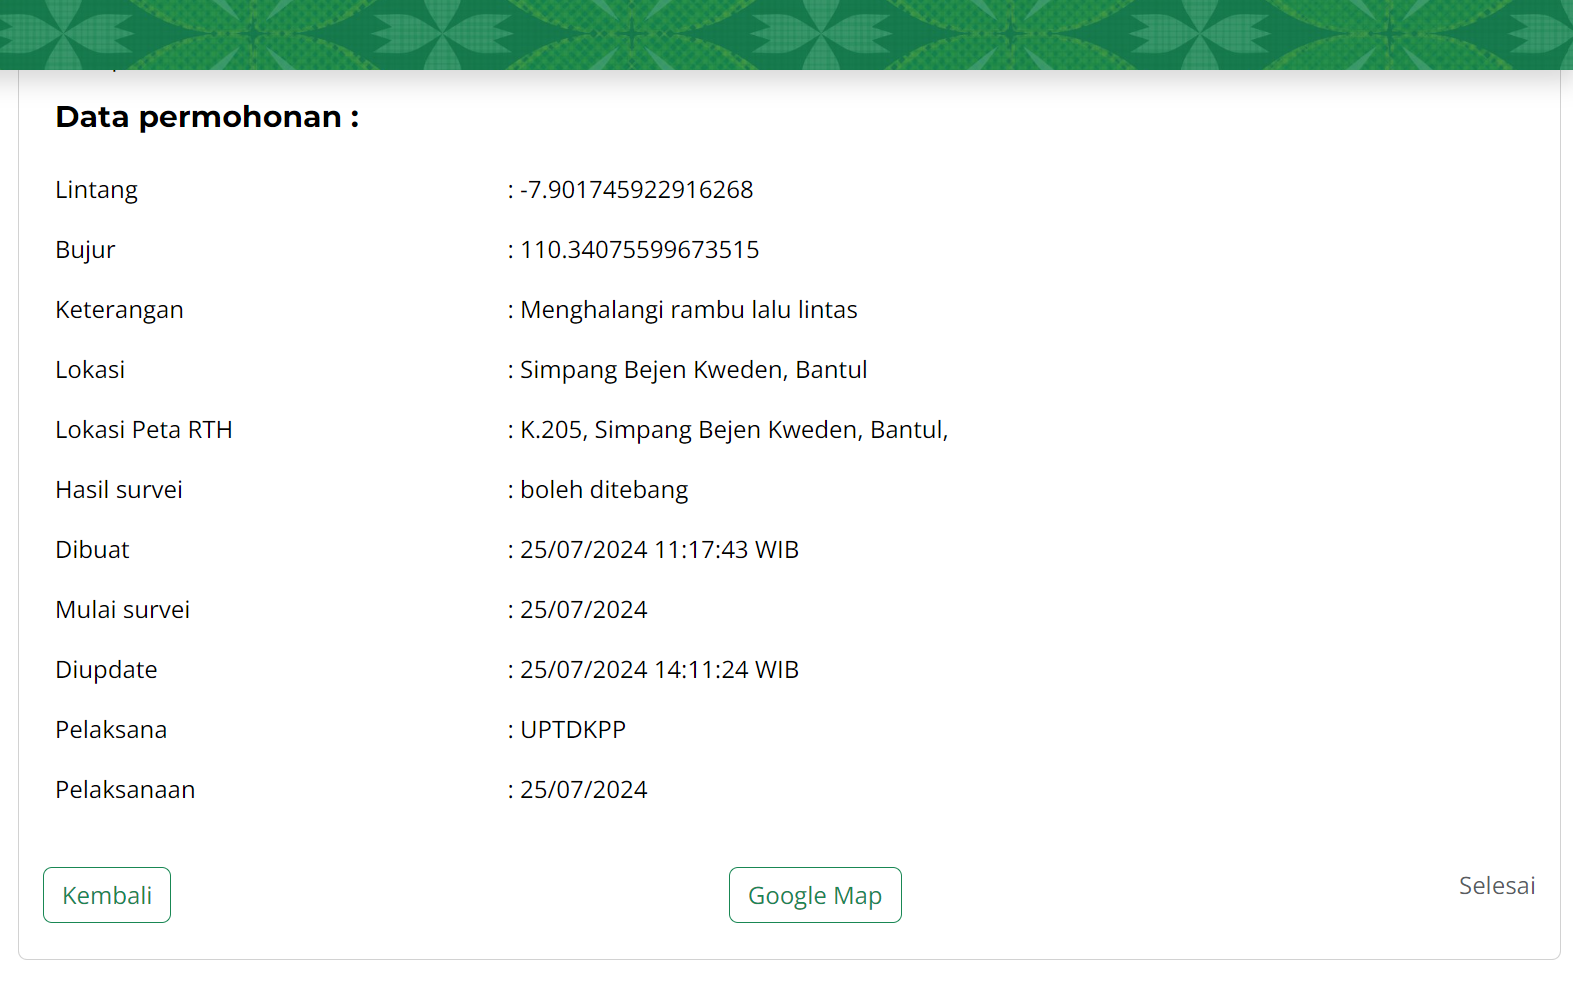 Data permohonan :
Lintang : -7.901745922916268
Bujur : 110.34075599673515
Keterangan : Menghalangi rambu lalu lintas
Lokasi : Simpang Bejen Kweden, Bantul
Lokasi Peta RTH : K.205, Simpang Bejen Kweden, Bantul,
Hasil survei : boleh ditebang
Dibuat : 25/07/2024 11:17:43 WIB
Mulai survei : 25/07/2024
Diupdate : 25/07/2024 14:11:24 WIB
Pelaksana : UPTDKPP
Pelaksanaan : 25/07/2024
Kembali Google Map Selesai